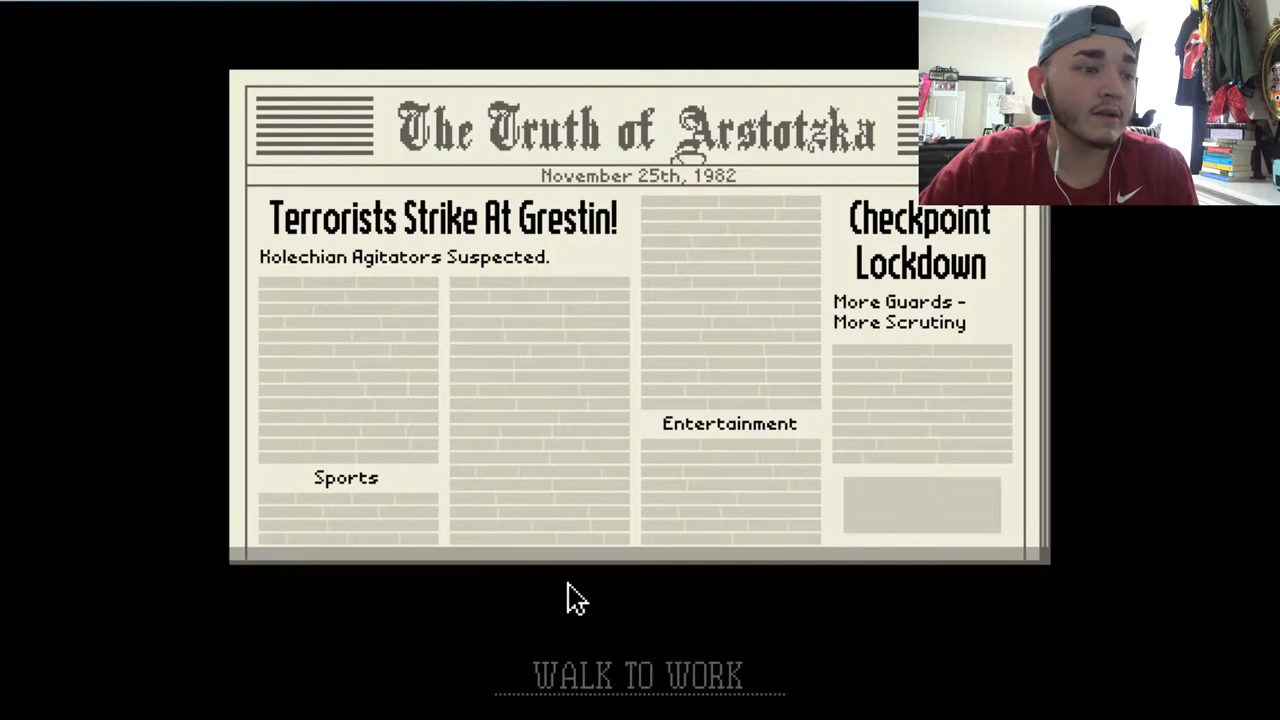 The Truth of Arstotzka
November 25th, 1982
Terrorists Strike At Grestin!
Kolechian Agitators Suspected.
Sports
Entertainment
Checkpoint
Lockdown
More Guards -
More Scrutiny
WALK TO WORK